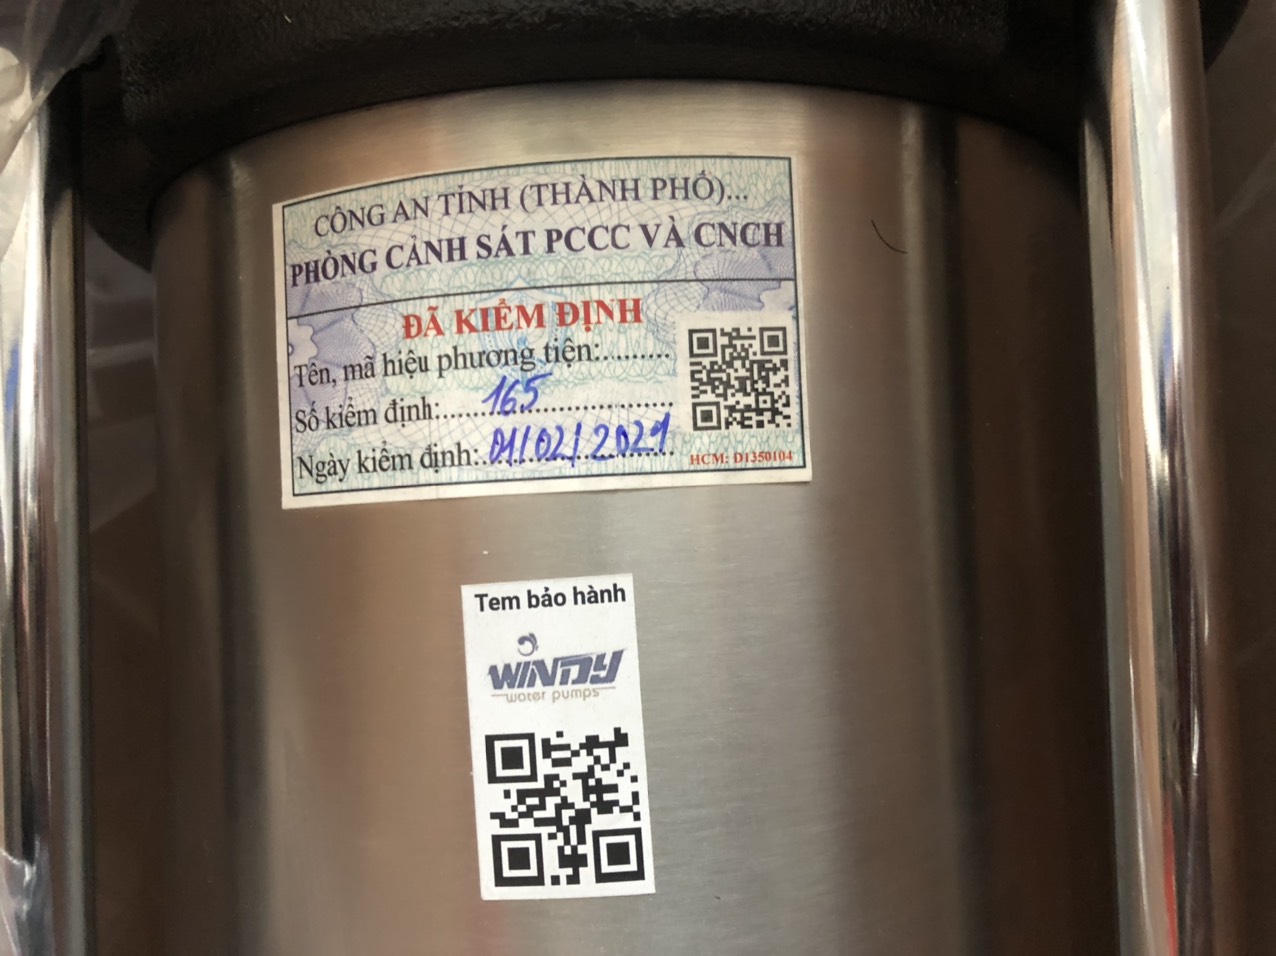 CÔNG AN TỈNH (THÀNH PHỐ)...
PHÒNG CẢNH SÁT PCCC VÀ CNCH
ĐÃ KIỂM ĐỊNH
Tên, mã hiệu phương tiện:.........
Số kiểm định:......165......................
Ngày kiểm định:..01/02/2021..
HCM: D1350104
Tem bảo hành
WINDY
water pumps